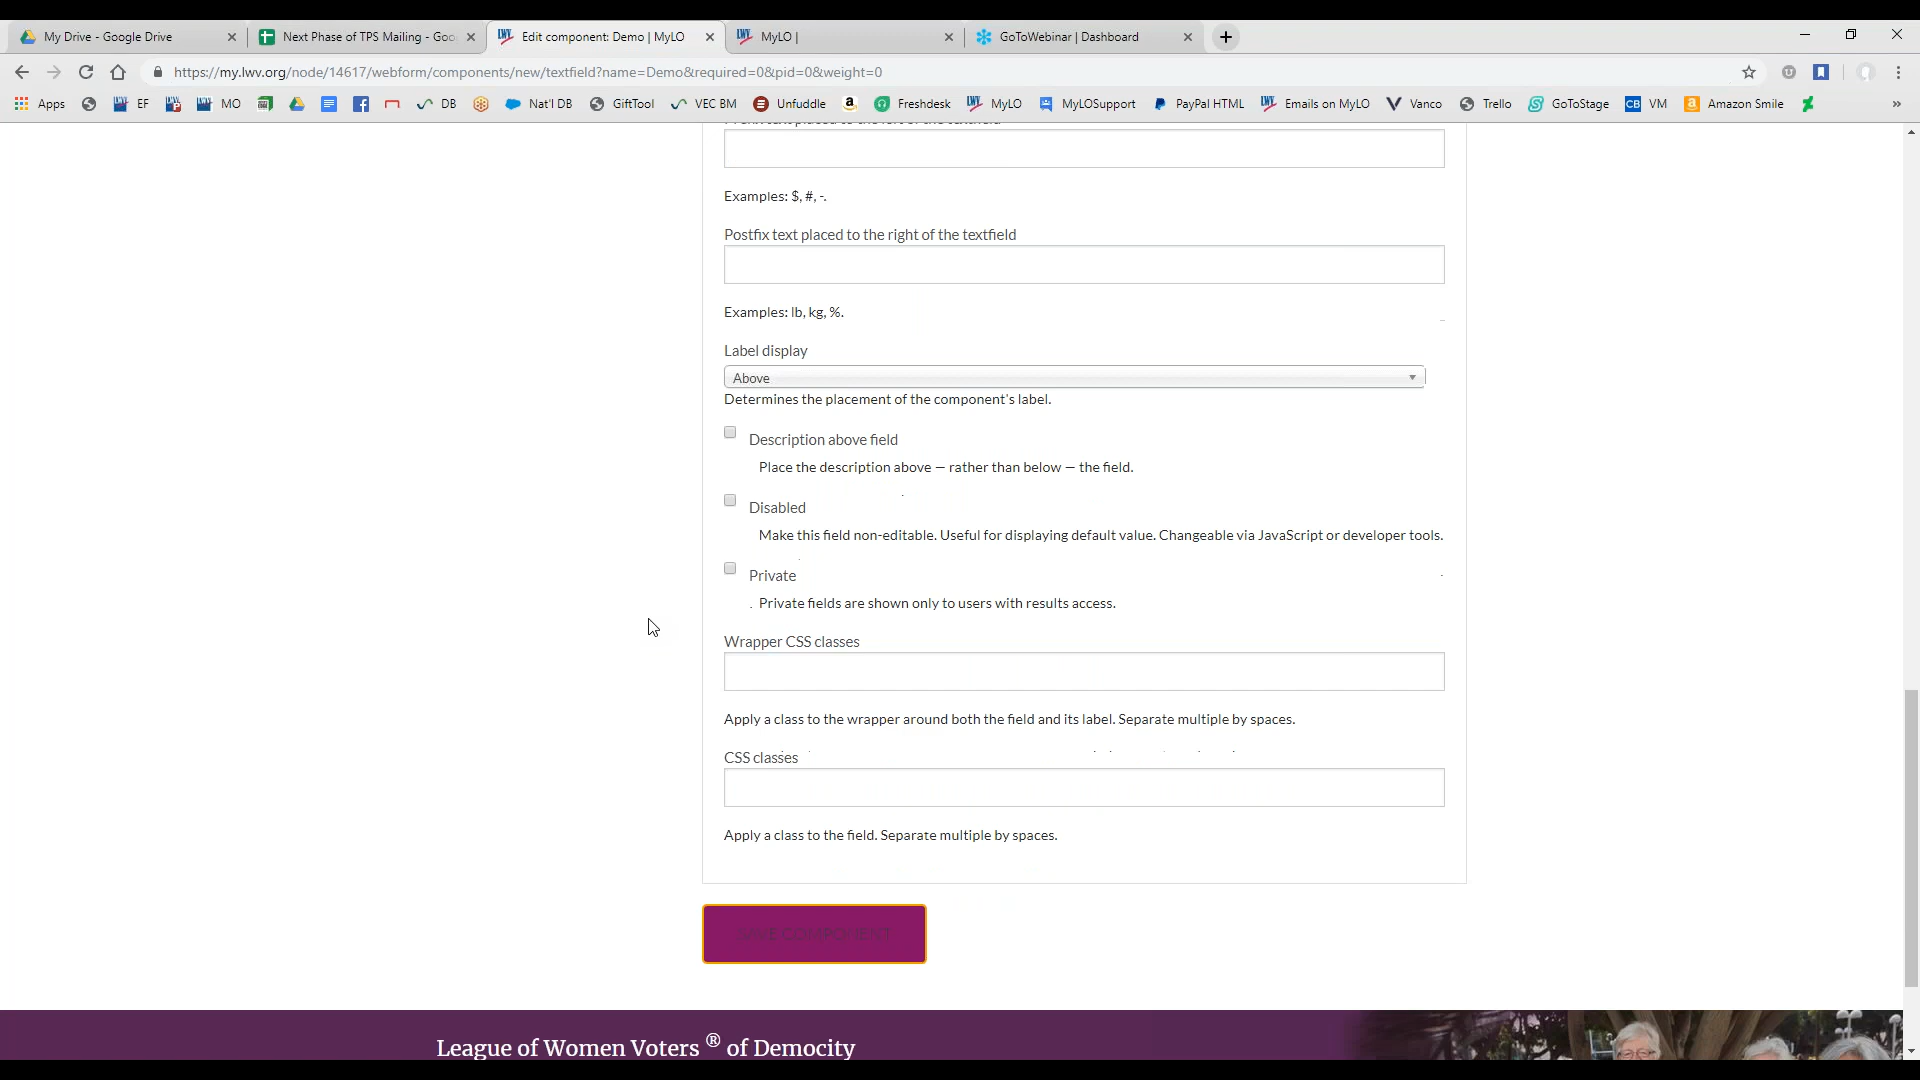 My Drive - Google Drive
Next Phase of TPS Mailing - Goo
Edit component: Demo | MyLO
MyLO |
GoToWebinar | Dashboard
https://my.lwv.org/node/14617/webform/components/new/textfield?name=Demo&required=0&pid=0&weight=0
Apps
EF
MO
DB
Nat'l DB
GiftTool
VEC BM
Unfuddle
Freshdesk
MyLO
MyLOSupport
PayPal HTML
Emails on MyLO
Vanco
Trello
GoToStage
CB VM
Amazon Smile
Examples: $, #, -.
Postfix text placed to the right of the textfield
Examples: lb, kg, %.
Label display
Above
Determines the placement of the component's label.
Description above field
Place the description above — rather than below — the field.
Disabled
Make this field non-editable. Useful for displaying default value. Changeable via JavaScript or developer tools.
Private
Private fields are shown only to users with results access.
Wrapper CSS classes
Apply a class to the wrapper around both the field and its label. Separate multiple by spaces.
CSS classes
Apply a class to the field. Separate multiple by spaces.
SAVE COMPONENT
League of Women Voters ® of Democity